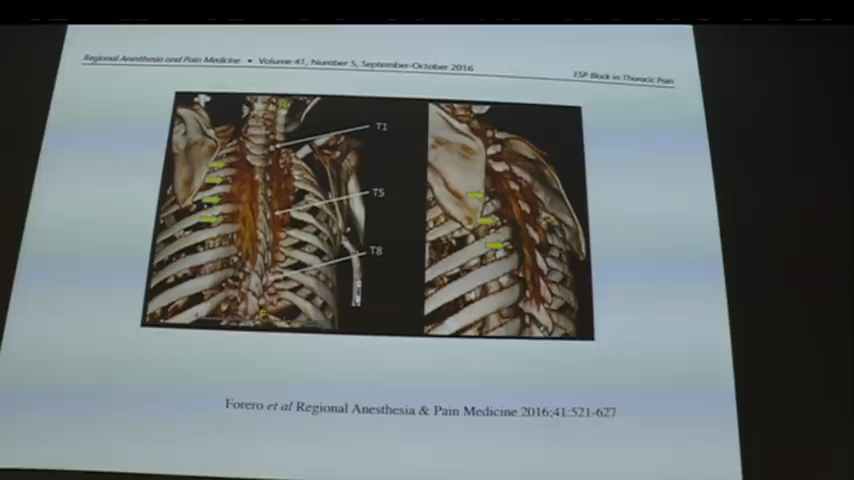 Regional Anesthesia and Pain Medicine • Volume 41, Number 5, September-October 2016
ESP Block in Thoracic Pain
T1
T5
T8
Forero et al Regional Anesthesia & Pain Medicine 2016;41:521-627